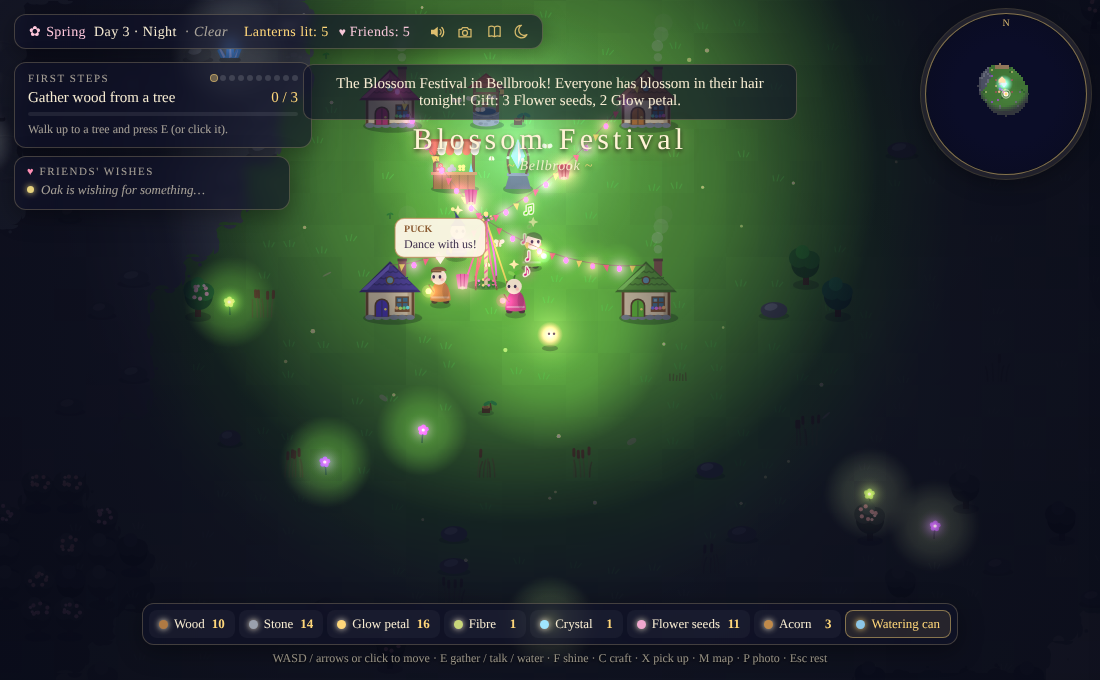 ✿ Spring Day 3 · Night · Clear Lanterns lit: 5 ♥ Friends: 5
N
FIRST STEPS
Gather wood from a tree 0 / 3
Walk up to a tree and press E (or click it).
The Blossom Festival in Bellbrook! Everyone has blossom in their hair
tonight! Gift: 3 Flower seeds, 2 Glow petal.
Blossom Festival
~ Bellbrook ~
♥ FRIENDS' WISHES
Oak is wishing for something…
PUCK
Dance with us!
Wood 10 Stone 14 Glow petal 16 Fibre 1 Crystal 1 Flower seeds 11 Acorn 3 Watering can
WASD / arrows or click to move · E gather / talk / water · F shine · C craft · X pick up · M map · P photo · Esc rest